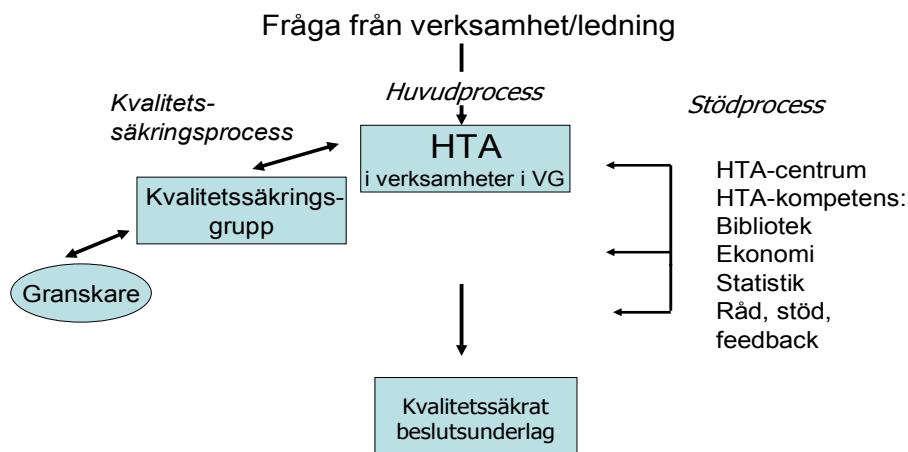 Fråga från verksamhet/ledning
Kvalitets-
säkringsprocess
Huvudprocess
Stödprocess
HTA
i verksamheter i VG
Kvalitetssäkrings-
grupp
Granskare
HTA-centrum
HTA-kompetens:
Bibliotek
Ekonomi
Statistik
Råd, stöd,
feedback
Kvalitetssäkrat
beslutsunderlag